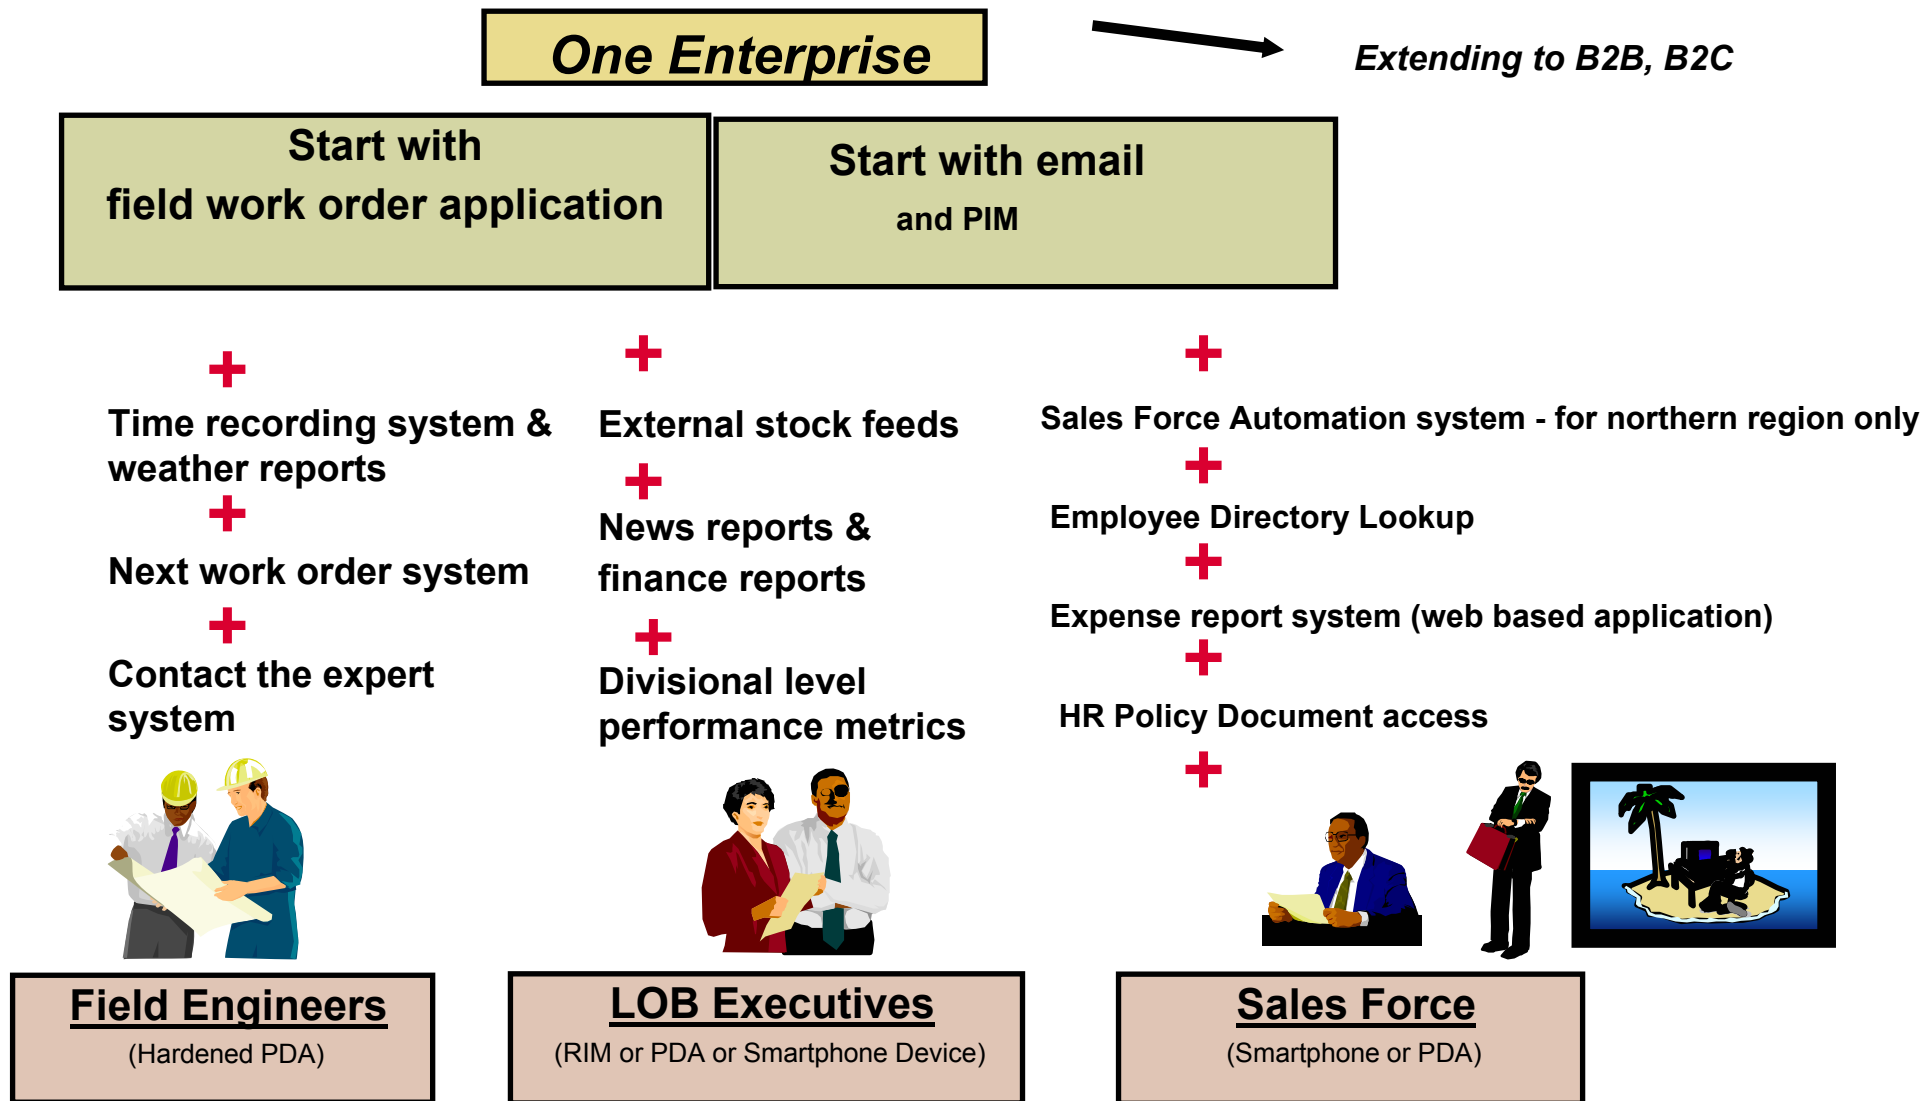 One Enterprise
Extending to B2B, B2C
Start with
field work order application
Start with email
and PIM
+
Time recording system &
weather reports
+
Next work order system
+
Contact the expert
system
+
External stock feeds
+
News reports &
finance reports
+
Divisional level
performance metrics
+
Sales Force Automation system - for northern region only
+
Employee Directory Lookup
+
Expense report system (web based application)
+
HR Policy Document access
+
Field Engineers
(Hardened PDA)
LOB Executives
(RIM or PDA or Smartphone Device)
Sales Force
(Smartphone or PDA)